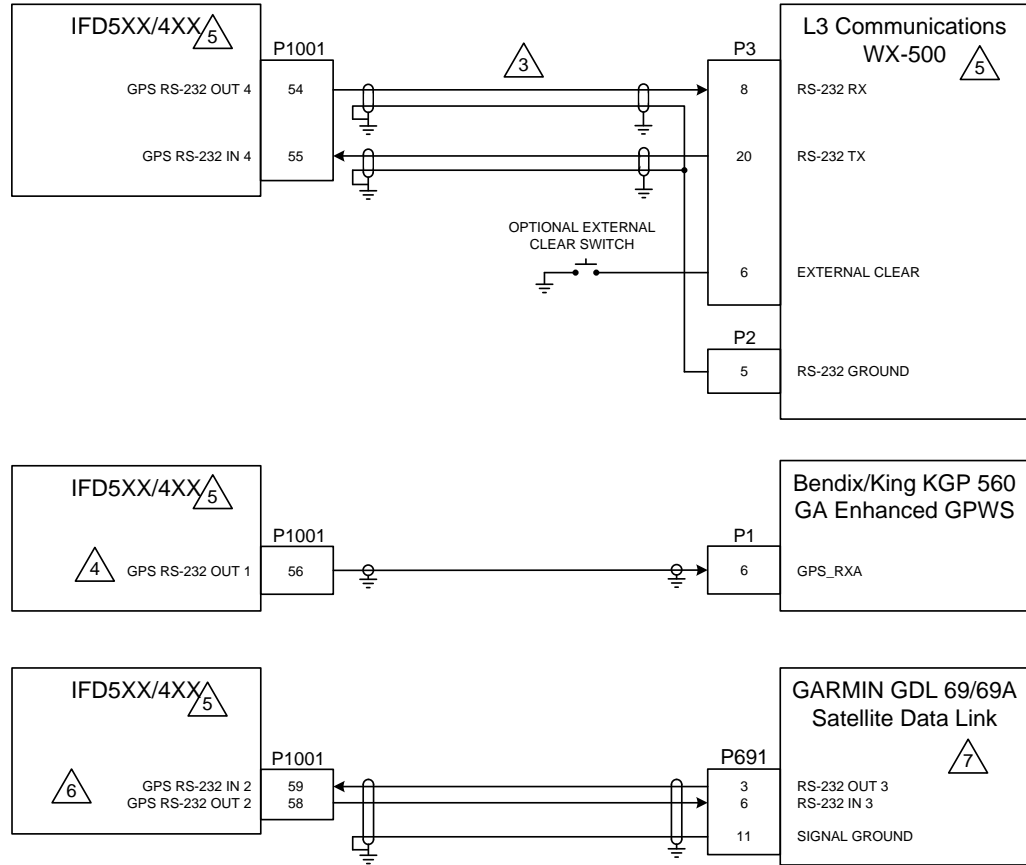 IFD5XX/4XX
5
P1001
GPS RS-232 OUT 4
54
GPS RS-232 IN 4
55
3
OPTIONAL EXTERNAL
CLEAR SWITCH
P3
8
RS-232 RX
20
RS-232 TX
6
EXTERNAL CLEAR
P2
5
RS-232 GROUND
L3 Communications
WX-500
5
IFD5XX/4XX
5
4
GPS RS-232 OUT 1
P1001
56
P1
6
GPS_RXA
Bendix/King KGP 560
GA Enhanced GPWS
IFD5XX/4XX
5
6
P1001
GPS RS-232 IN 2
59
GPS RS-232 OUT 2
58
P691
3
RS-232 OUT 3
6
RS-232 IN 3
11
SIGNAL GROUND
GARMIN GDL 69/69A
Satellite Data Link
7